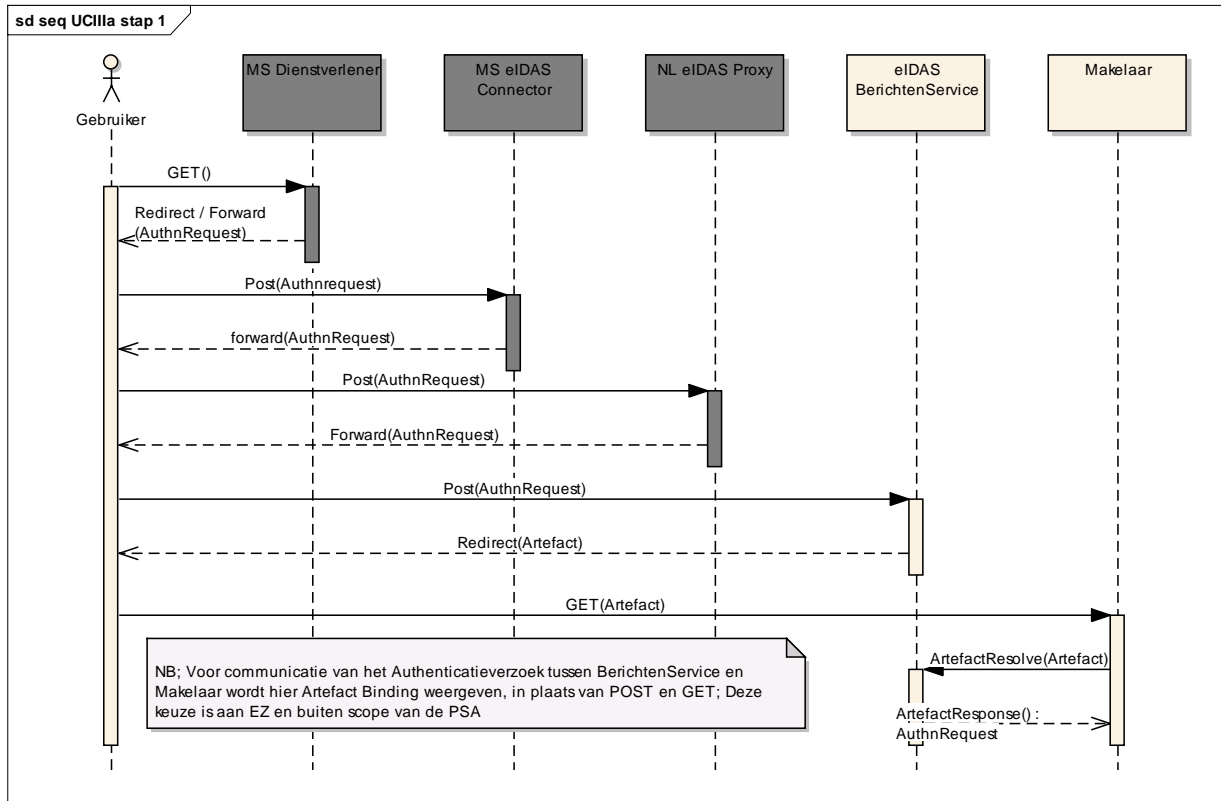 sd seq UCIIIa stap 1
Gebruiker
MS Dienstverlener
MS eIDAS
Connector
NL eIDAS Proxy
eIDAS
BerichtenService
Makelaar
GET()
Redirect / Forward
(AuthnRequest)
Post(Authnrequest)
forward(AuthnRequest)
Post(AuthnRequest)
Forward(AuthnRequest)
Post(AuthnRequest)
Redirect(Artefact)
GET(Artefact)
ArtefactResolve(Artefact)
ArtefactResponse() :
AuthnRequest
NB; Voor communicatie van het Authenticatieverzoek tussen BerichtenService en
Makelaar wordt hier Artefact Binding weergeven, in plaats van POST en GET; Deze
keuze is aan EZ en buiten scope van de PSA